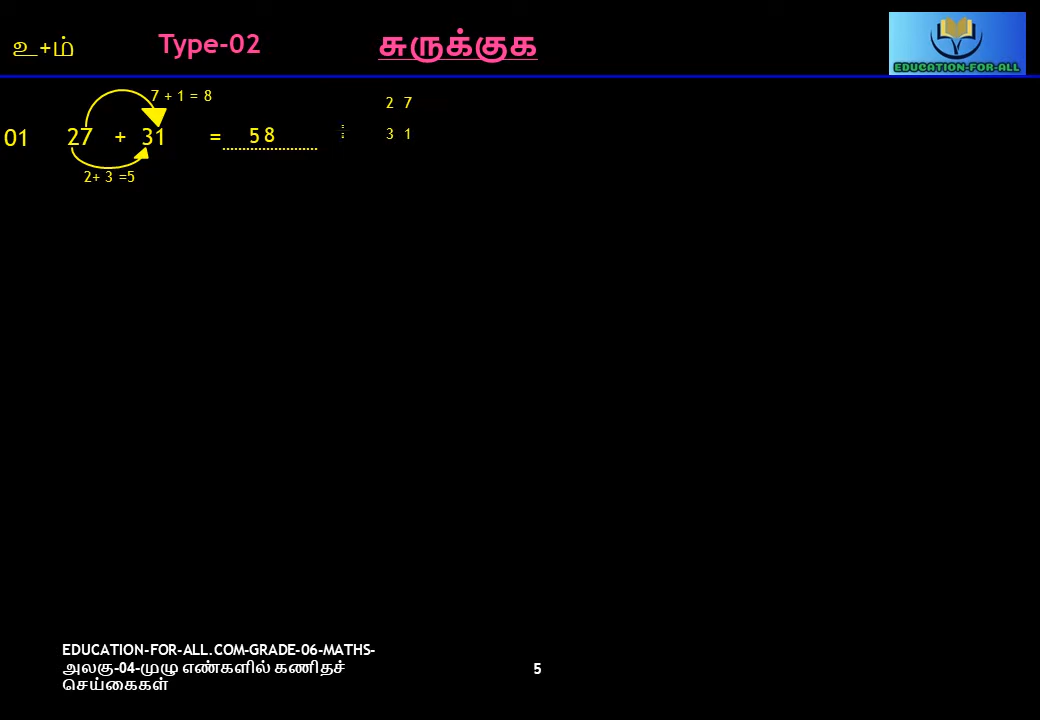 உ+ம் Type-02 சுருக்குக
EDUCATION-FOR-ALL
7 + 1 = 8
2 7
01 27 + 31 = 58
3 1
2+ 3 =5
EDUCATION-FOR-ALL.COM-GRADE-06-MATHS-
அலகு-04-முழு எண்களில் கணிதச்
செய்கைகள்
5